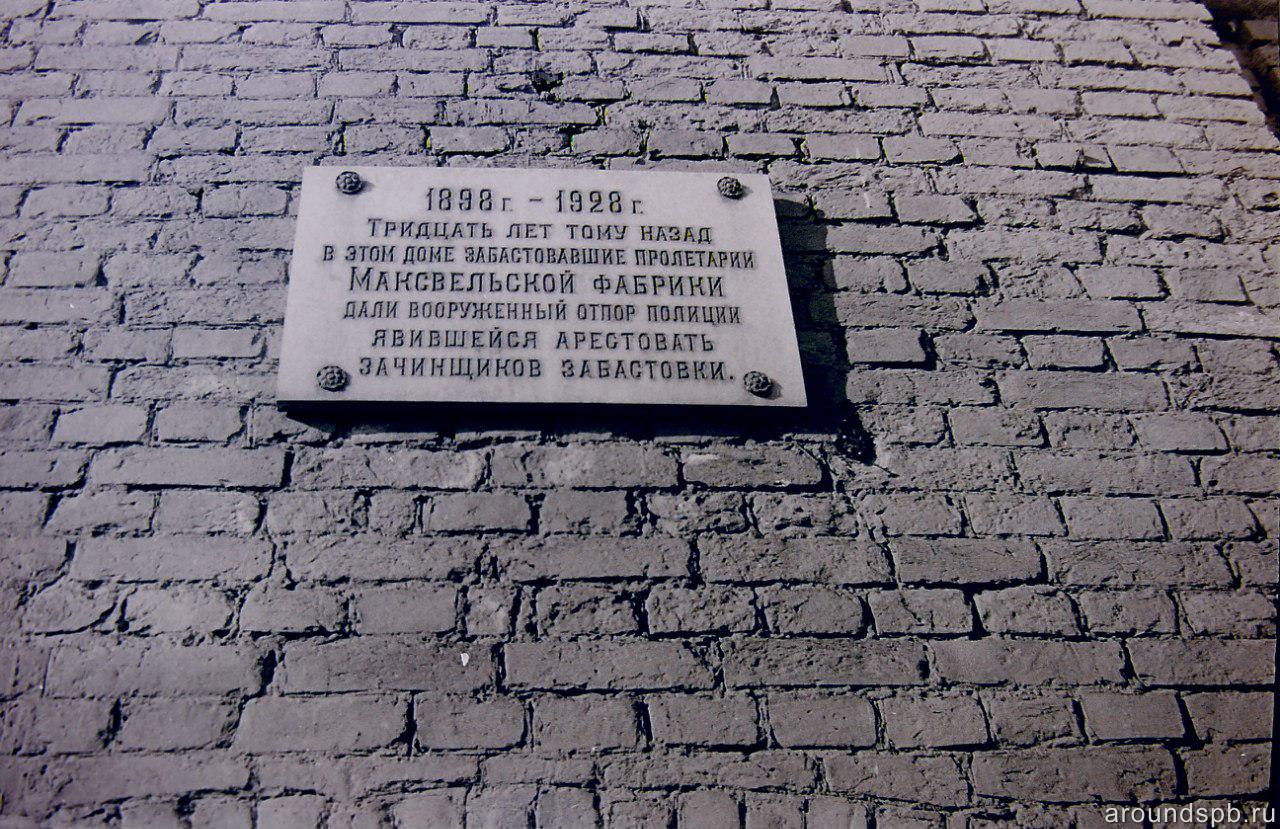 1898 г. - 1928 г.
Тридцать лет тому назад
в этом доме забастовавшие пролетарии
Максвельской фабрики
дали вооруженный отпор полиции
явившейся арестовать
зачинщиков забастовки.
aroundspb.ru